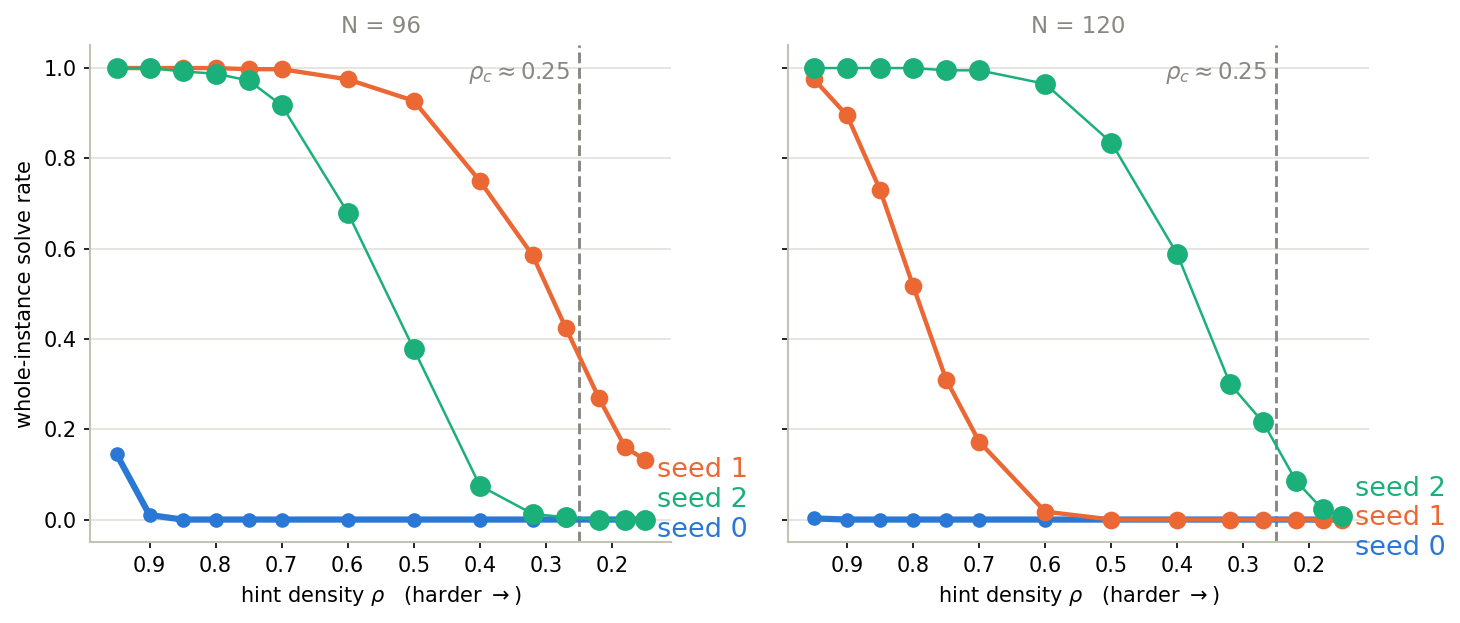 N = 96
N = 120
whole-instance solve rate
1.0
0.8
0.6
0.4
0.2
0.0
ρc ≈ 0.25
ρc ≈ 0.25
seed 1
seed 2
seed 0
seed 2
seed 1
seed 0
0.9 0.8 0.7 0.6 0.5 0.4 0.3 0.2
0.9 0.8 0.7 0.6 0.5 0.4 0.3 0.2
hint density ρ (harder →)
hint density ρ (harder →)